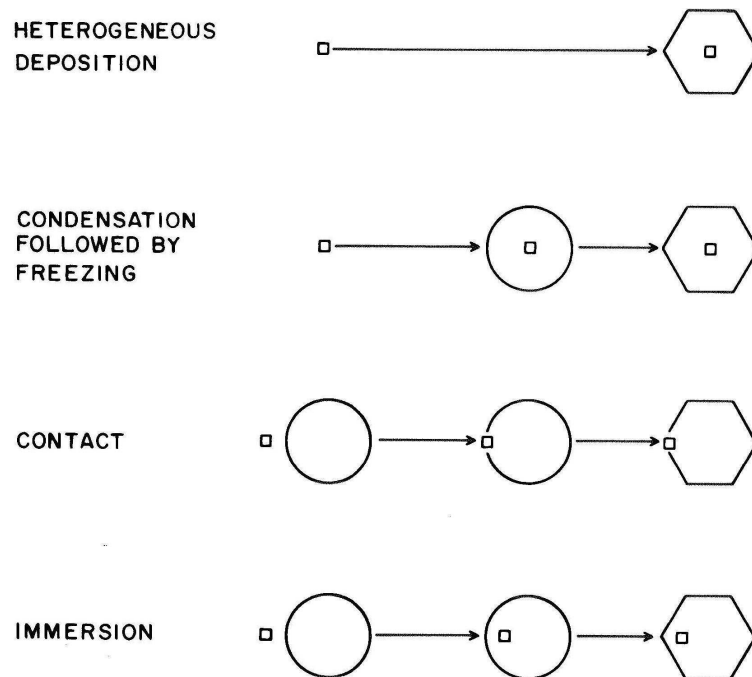 HETEROGENEOUS
DEPOSITION
CONDENSATION
FOLLOWED BY
FREEZING
CONTACT
IMMERSION